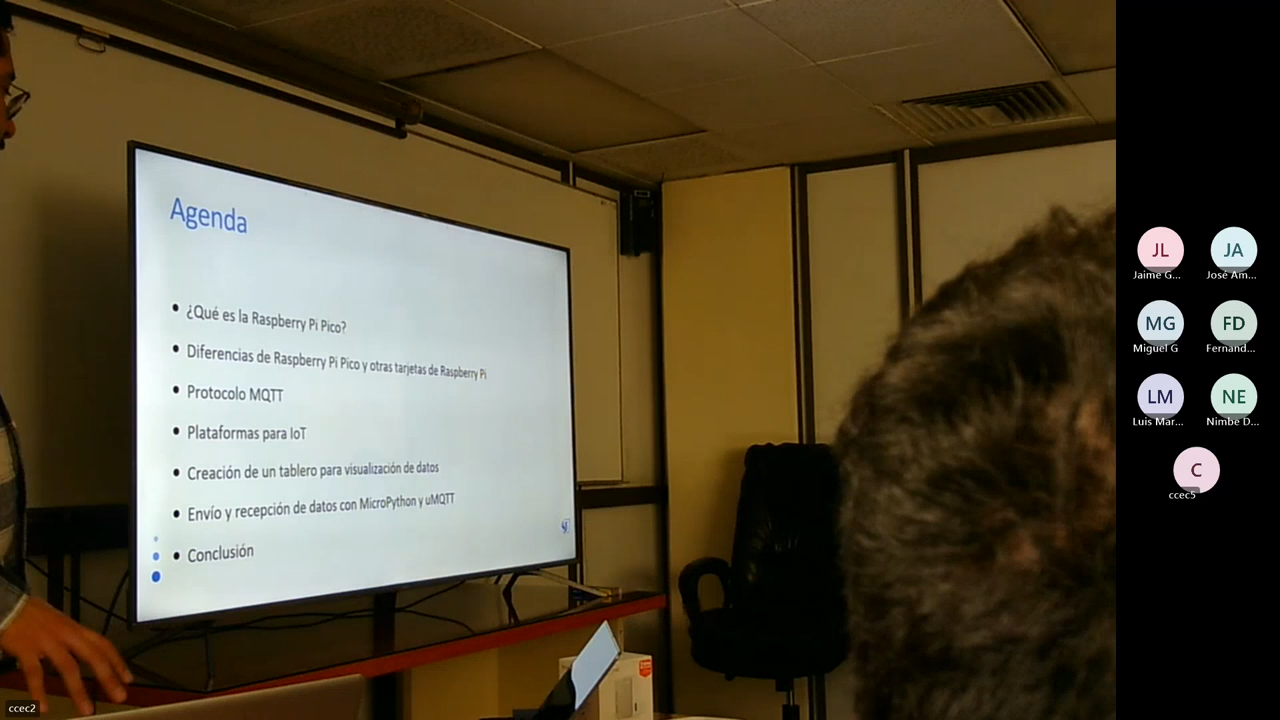 Agenda
¿Qué es la Raspberry Pi Pico?
Diferencias de Raspberry Pi Pico y otras tarjetas de Raspberry Pi
Protocolo MQTT
Plataformas para IoT
Creación de un tablero para visualización de datos
Envío y recepción de datos con MicroPython y uMQTT
Conclusión
JL
Jaime G...
JA
José Am...
MG
Miguel G
FD
Fernand...
LM
Luis Mar...
NE
Nimbe D...
C
ccec5
ccec2